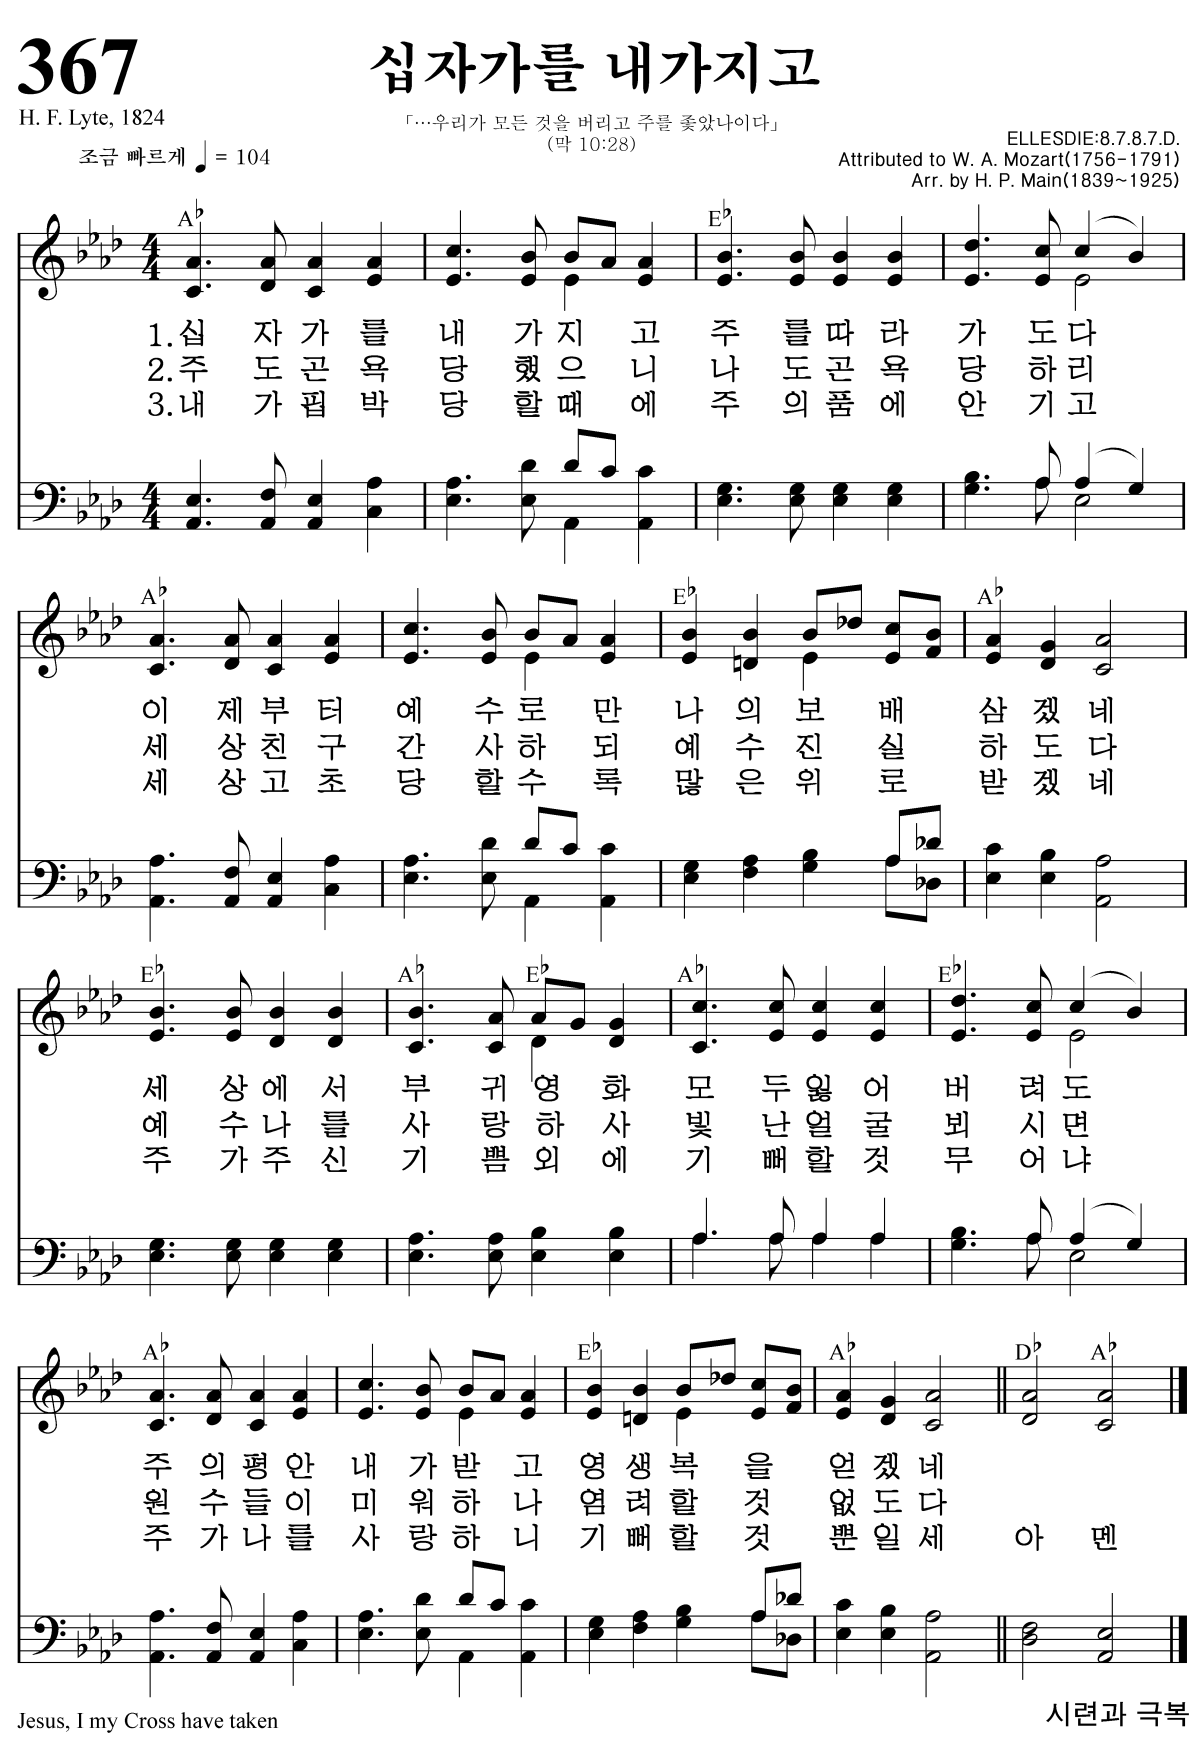 367
십자가를 내가지고
H. F. Lyte, 1824
「…우리가 모든 것을 버리고 주를 좇았나이다」
(막 10:28)
조금 빠르게 ♩ = 104
ELLESDIE:8.7.8.7.D.
Attributed to W. A. Mozart(1756-1791)
Arr. by H. P. Main(1839~1925)
A♭ E♭
1.십 자 가 를 내 가 지 고 주 를 따 라 가 도 다
2.주 도 곤 욕 당 했 으 니 나 도 곤 욕 당 하 리
3.내 가 핍 박 당 할 때 에 주 의 품 에 안 기 고
A♭ E♭ A♭
이 제 부 터 예 수 로 만 나 의 보 배 삼 겠 네
세 상 친 구 간 사 하 되 예 수 진 실 하 도 다
세 상 고 초 당 할 수 록 많 은 위 로 받 겠 네
E♭ A♭ E♭ A♭ E♭
세 상 에 서 부 귀 영 화 모 두 잃 어 버 려 도
예 수 나 를 사 랑 하 사 빛 난 얼 굴 뵈 시 면
주 가 주 신 기 쁨 외 에 기 뻐 할 것 무 어 냐
A♭ E♭ A♭ D♭ A♭
주 의 평 안 내 가 받 고 영 생 복 을 얻 겠 네
원 수 들 이 미 워 하 나 염 려 할 것 없 도 다
주 가 나 를 사 랑 하 니 기 뻐 할 것 뿐 일 세 아 멘
Jesus, I my Cross have taken
시련과 극복